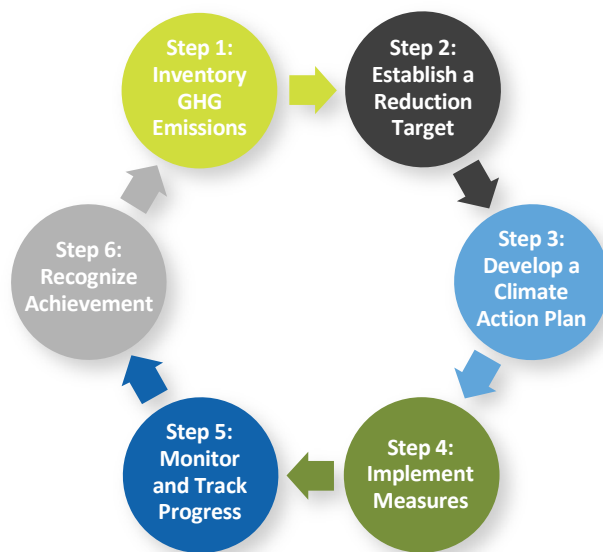 Step 1:
Inventory
GHG
Emissions
Step 2:
Establish a
Reduction
Target
Step 3:
Develop a
Climate
Action Plan
Step 4:
Implement
Measures
Step 5:
Monitor
and Track
Progress
Step 6:
Recognize
Achievement